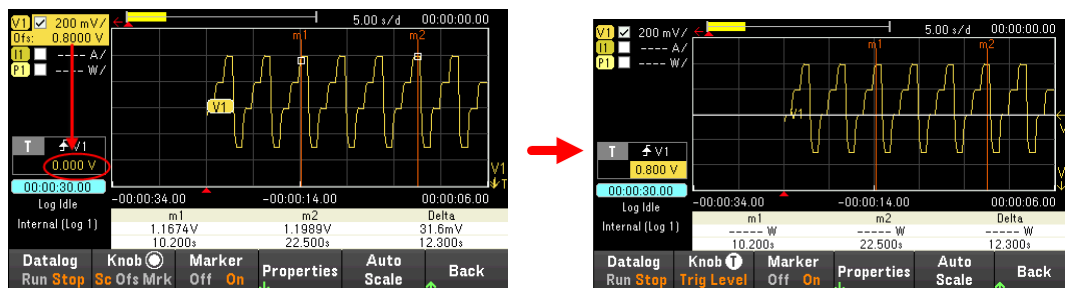 V1 200 mV/ 5.00 s/d 00:00:00.00
Ofs: 0.8000 V
I1 ---- A/
P1 ---- W/
m1 m2
V1
T V1
0.000 V
V1
T
00:00:30.00
Log Idle
Internal (Log 1)
-00:00:34.00 -00:00:14.00 00:00:06.00
m1 m2 Delta
1.1674V 1.1989V 31.6mV
10.200s 22.500s 12.300s
Datalog Knob Marker Properties Auto Back
Run Stop Sc Ofs Mrk Off On Scale
V1 200 mV/ 5.00 s/d 00:00:00.00
I1 ---- A/
P1 ---- W/
m1 m2
V1
T V1
0.800 V
00:00:30.00
Log Idle
Internal (Log 1)
-00:00:34.00 -00:00:14.00 00:00:06.00
m1 m2 Delta
----- W ----- W ----- W
10.200s 22.500s 12.300s
Datalog Knob T Marker Properties Auto Back
Run Stop Trig Level Off On Scale